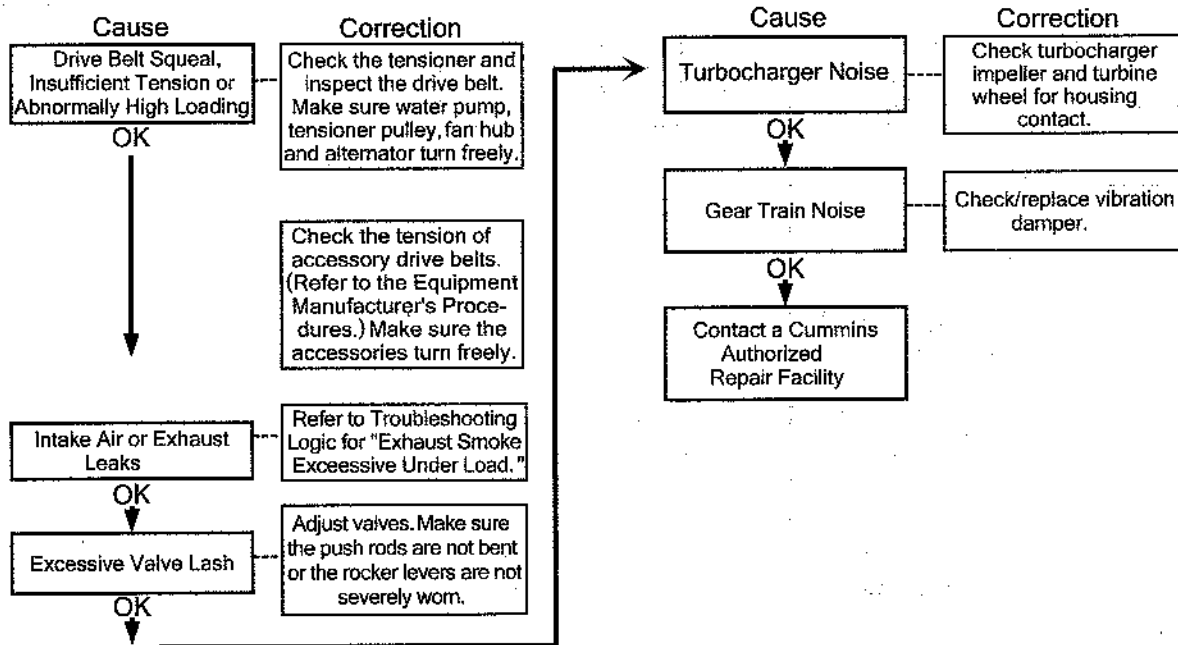 Cause
Correction
Drive Belt Squeal,
Insufficient Tension or
Abnormally High Loading
OK
Check the tensioner and
inspect the drive belt.
Make sure water pump,
tensioner pulley, fan hub
and alternator turn freely.
Check the tension of
accessory drive belts.
(Refer to the Equipment
Manufacturer's Proce-
dures.) Make sure the
accessories turn freely.
Intake Air or Exhaust
Leaks
OK
Refer to Troubleshooting
Logic for "Exhaust Smoke
Exceessive Under Load."
Excessive Valve Lash
OK
Adjust valves. Make sure
the push rods are not bent
or the rocker levers are not
severely worn.
Cause
Correction
Turbocharger Noise
OK
Check turbocharger
impelier and turbine
wheel for housing
contact.
Gear Train Noise
OK
Check/replace vibration
damper.
Contact a Cummins
Authorized
Repair Facility